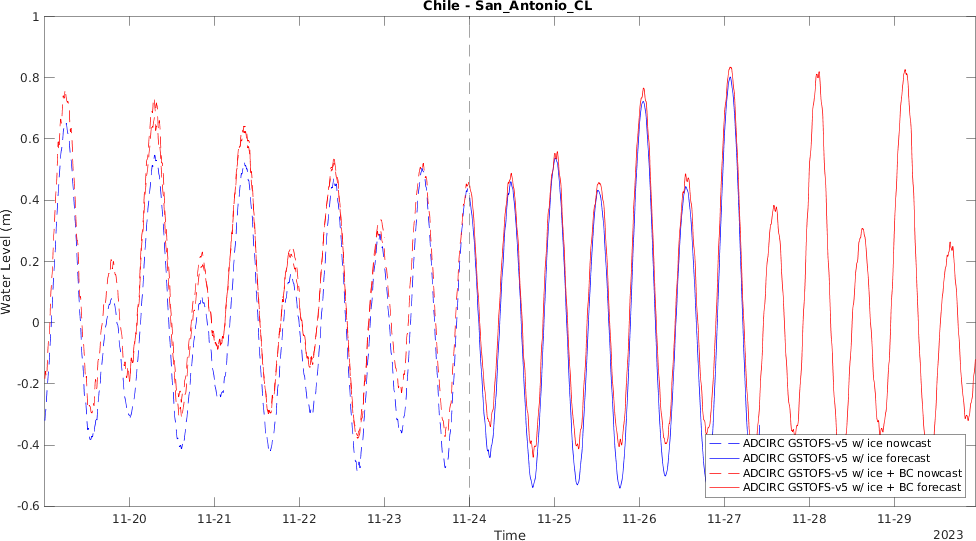 Chile - San_Antonio_CL
1
0.8
0.6
0.4
0.2
0
-0.2
-0.4
-0.6
Water Level (m)
11-20 11-21 11-22 11-23 11-24 11-25 11-26 11-27 11-28 11-29
Time
2023
ADCIRC GSTOFS-v5 w/ ice nowcast
ADCIRC GSTOFS-v5 w/ ice forecast
ADCIRC GSTOFS-v5 w/ ice + BC nowcast
ADCIRC GSTOFS-v5 w/ ice + BC forecast